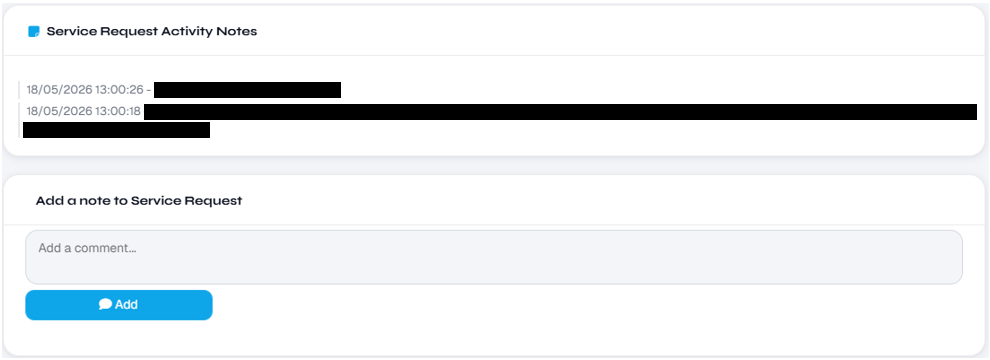 Service Request Activity Notes
18/05/2026 13:00:26 -
18/05/2026 13:00:18
Add a note to Service Request
Add a comment...
Add